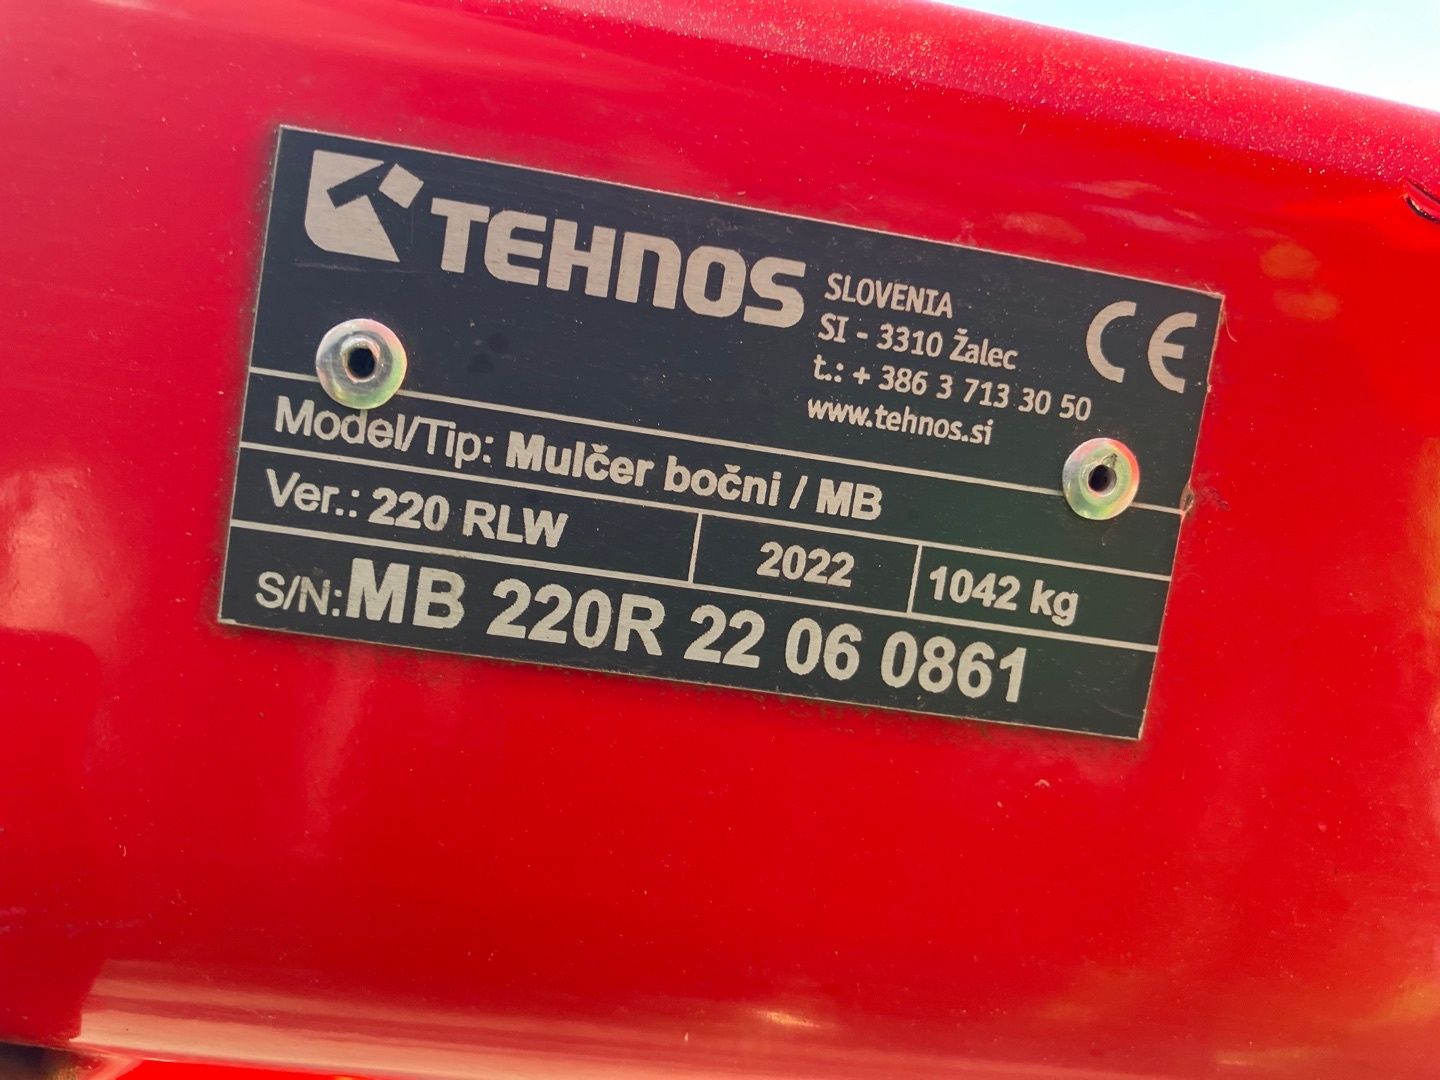 TEHNOS
SLOVENIA
SI - 3310 Žalec
t.: + 386 3 713 30 50
www.tehnos.si
CE
Model/Tip: Mulčer bočni / MB
Ver.: 220 RLW 2022 1042 kg
S/N: MB 220R 22 06 0861